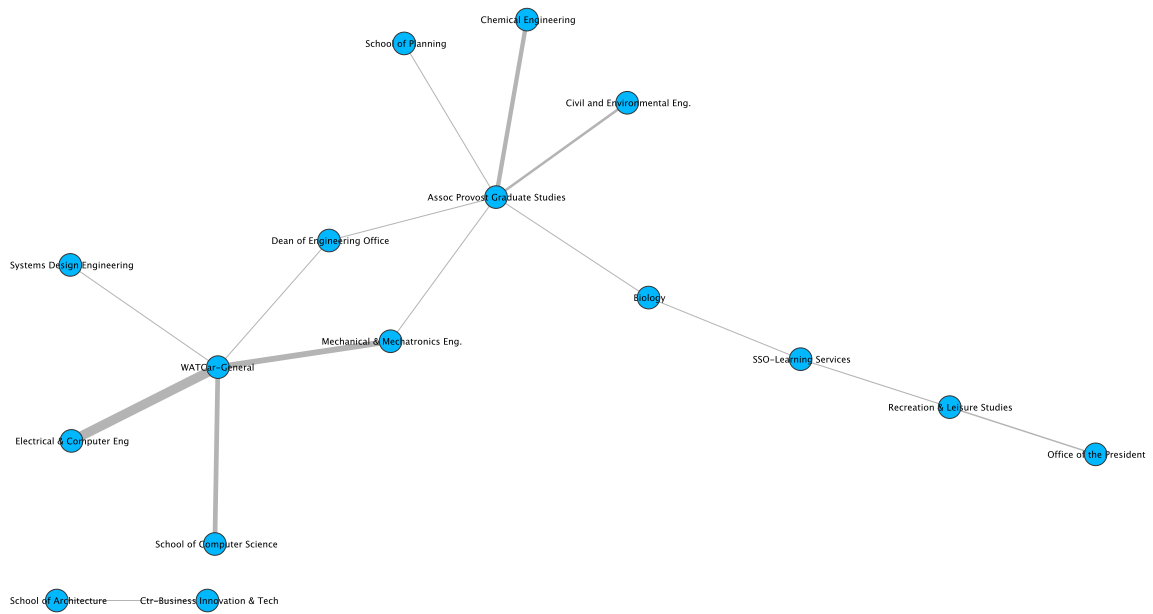 Chemical Engineering
School of Planning
Civil and Environmental Eng.
Assoc Provost Graduate Studies
Dean of Engineering Office
Systems Design Engineering
Biology
Mechanical & Mechatronics Eng.
SSO-Learning Services
WATCar-General
Recreation & Leisure Studies
Electrical & Computer Eng
Office of the President
School of Computer Science
School of Architecture
Ctr-Business Innovation & Tech